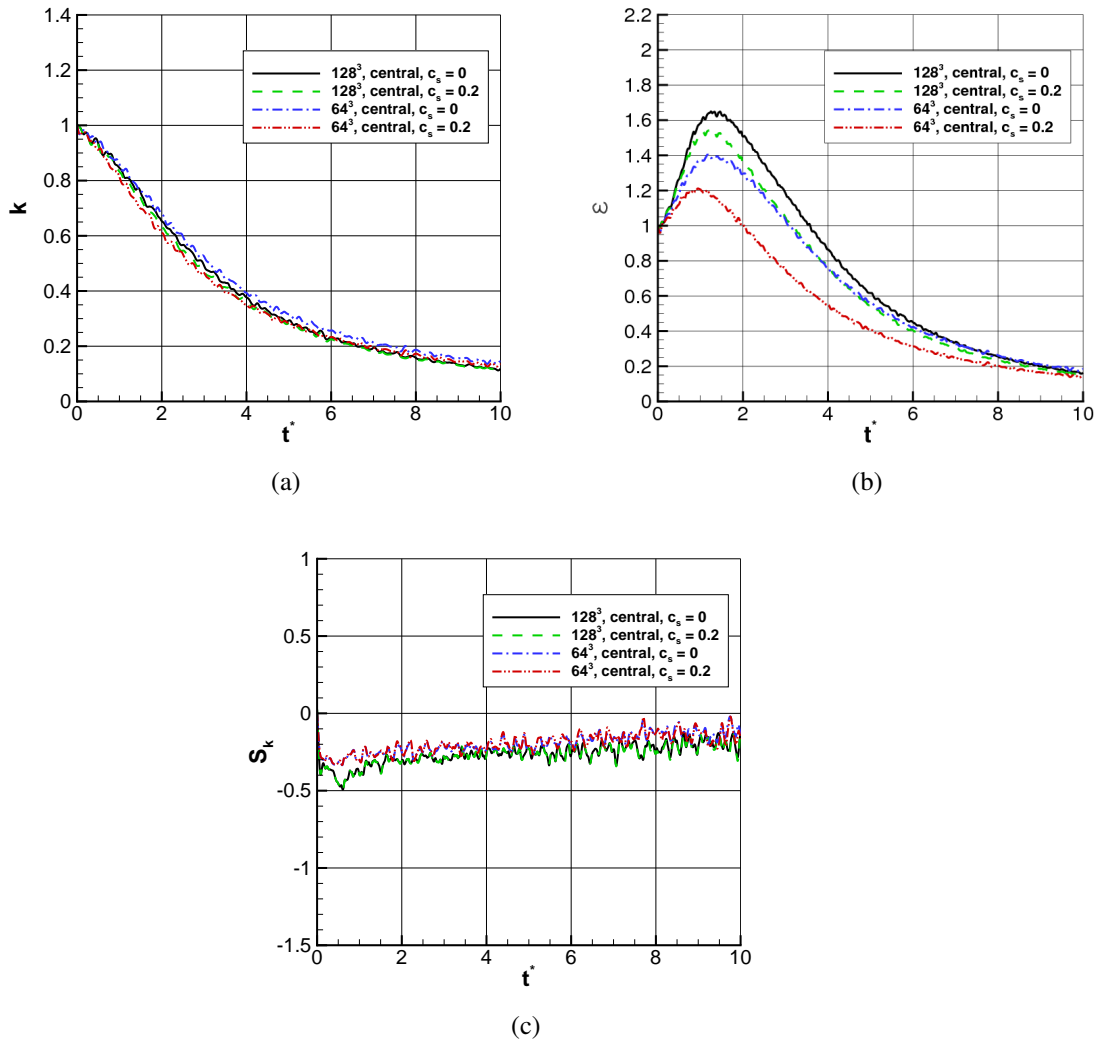 1.4
1.2
1
0.8
0.6
0.4
0.2
0
k
128³, central, cₛ = 0
128³, central, cₛ = 0.2
64³, central, cₛ = 0
64³, central, cₛ = 0.2
0 2 4 6 8 10
t*
(a)
2.2
2
1.8
1.6
1.4
1.2
1
0.8
0.6
0.4
0.2
0
ε
128³, central, cₛ = 0
128³, central, cₛ = 0.2
64³, central, cₛ = 0
64³, central, cₛ = 0.2
0 2 4 6 8 10
t*
(b)
1
0.5
0
-0.5
-1
-1.5
Sₖ
128³, central, cₛ = 0
128³, central, cₛ = 0.2
64³, central, cₛ = 0
64³, central, cₛ = 0.2
0 2 4 6 8 10
t*
(c)